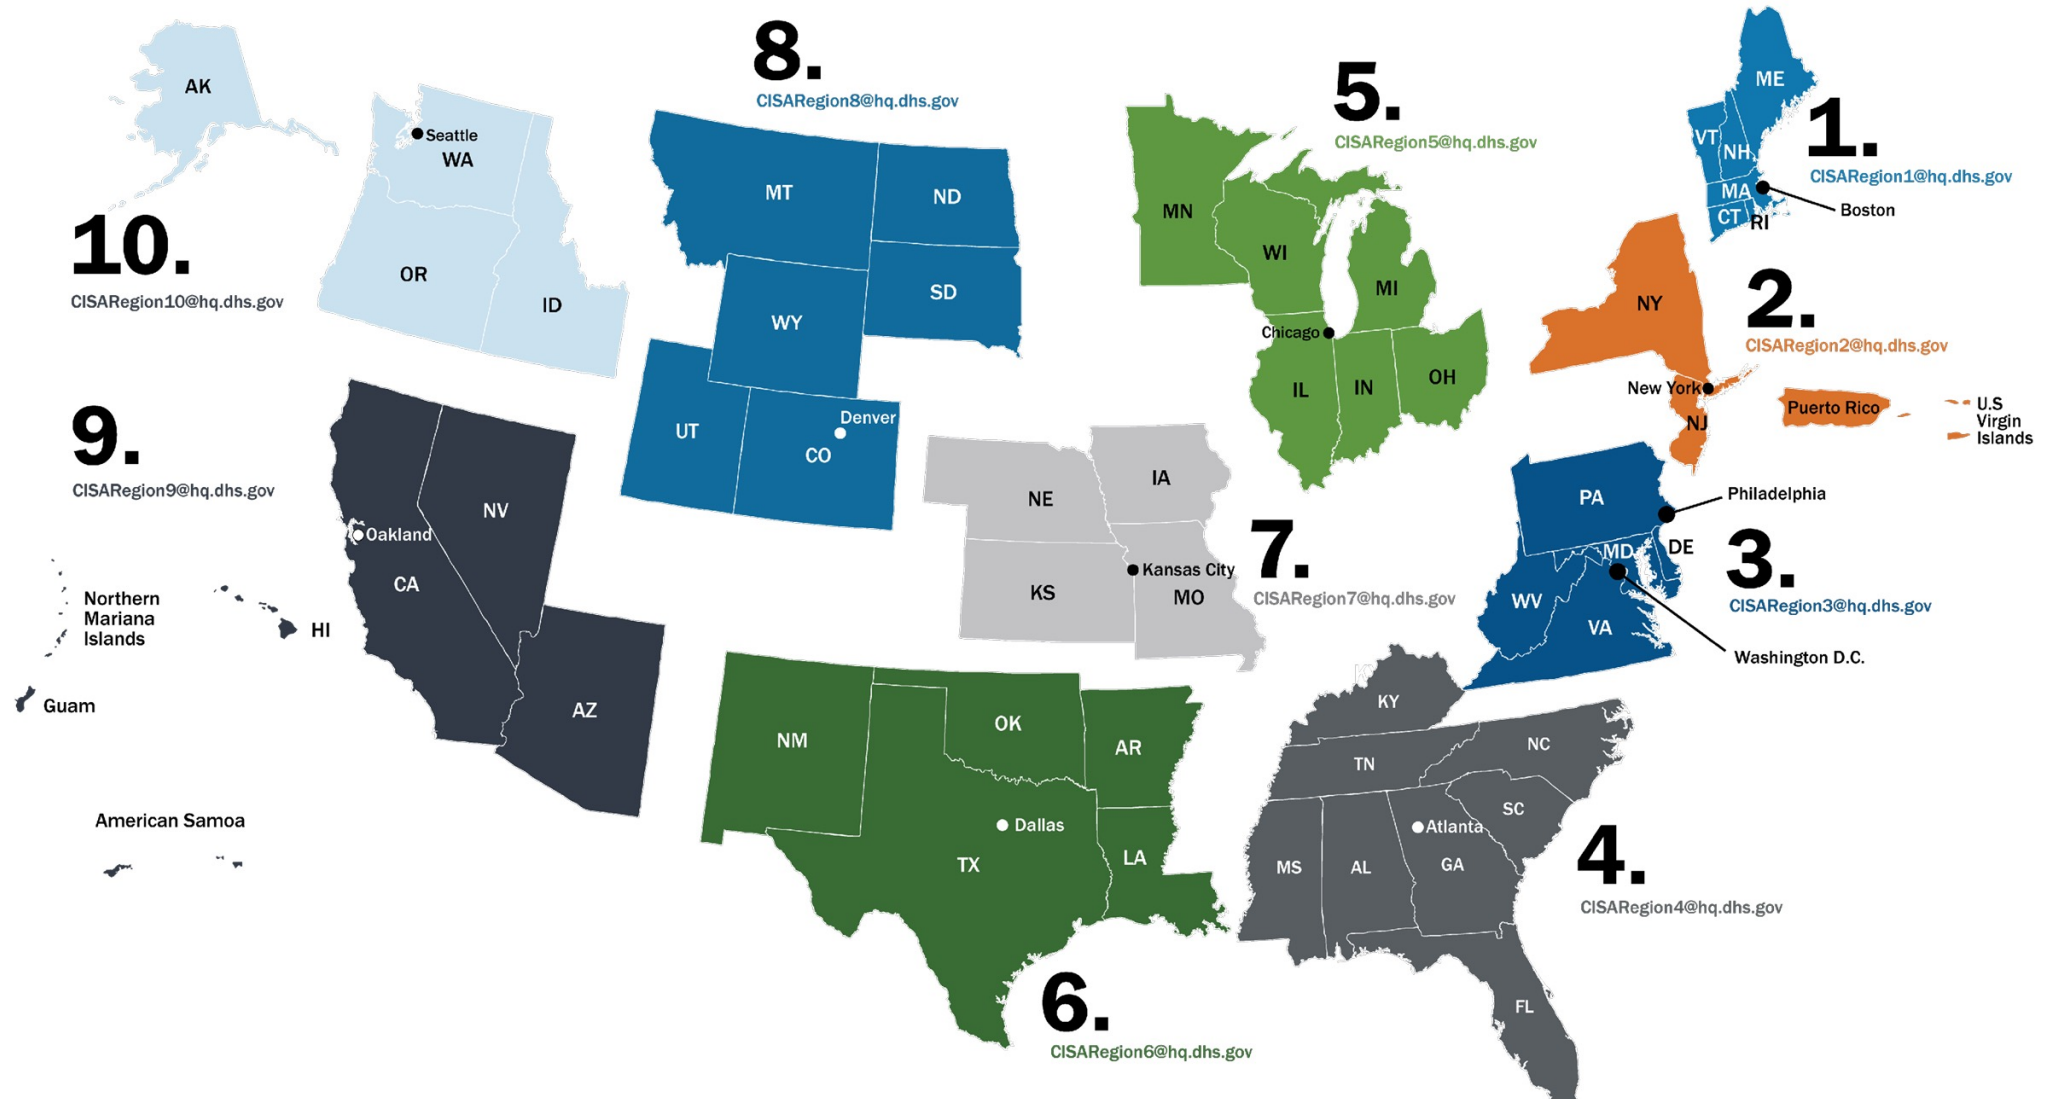 AK
Seattle
WA
OR
ID
10.
CISARegion10@hq.dhs.gov
8.
CISARegion8@hq.dhs.gov
MT
ND
SD
WY
UT
Denver
CO
5.
CISARegion5@hq.dhs.gov
MN
WI
MI
Chicago
IL
IN
OH
ME
VT
NH
MA
CT
RI
Boston
1.
CISARegion1@hq.dhs.gov
2.
CISARegion2@hq.dhs.gov
NY
New York
NJ
Puerto Rico
U.S
Virgin
Islands
9.
CISARegion9@hq.dhs.gov
NV
Oakland
CA
AZ
HI
Northern
Mariana
Islands
Guam
American Samoa
NE
IA
KS
Kansas City
MO
7.
CISARegion7@hq.dhs.gov
PA
Philadelphia
MD
DE
WV
VA
Washington D.C.
3.
CISARegion3@hq.dhs.gov
NM
OK
AR
Dallas
TX
LA
6.
CISARegion6@hq.dhs.gov
KY
TN
NC
SC
Atlanta
MS
AL
GA
FL
4.
CISARegion4@hq.dhs.gov